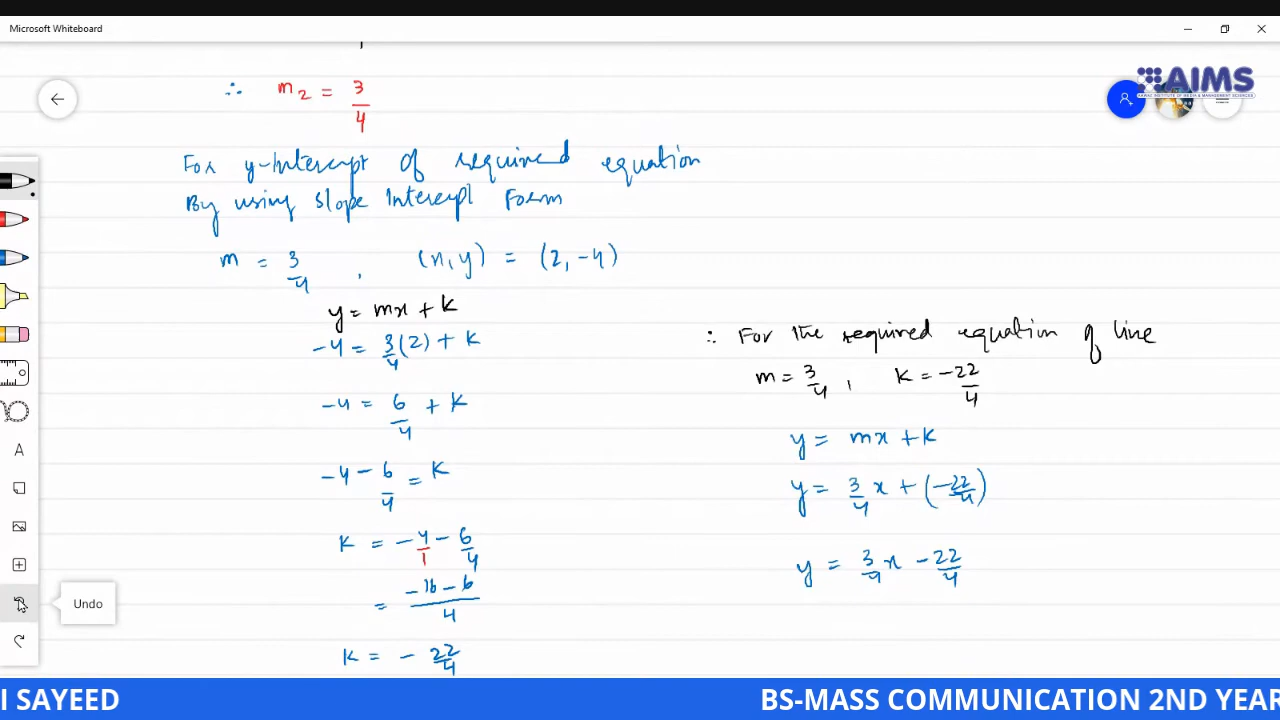 Microsoft Whiteboard
AIMS
∴ m₂ = 3/4
For y-Intercept of required equation
By using slope Intercept Form
m = 3/4 , (x,y) = (2,-4)
y = mx + k
-4 = 3/4(2) + k
-4 = 6/4 + k
-4 - 6/4 = k
k = -4/1 - 6/4
= (-16 - 6)/4
k = - 22/4
∴ For the required equation of line
m = 3/4 , k = -22/4
y = mx + k
y = 3/4 x + (-22/4)
y = 3/4 x - 22/4
A
Undo
I SAYEED
BS-MASS COMMUNICATION 2ND YEAR